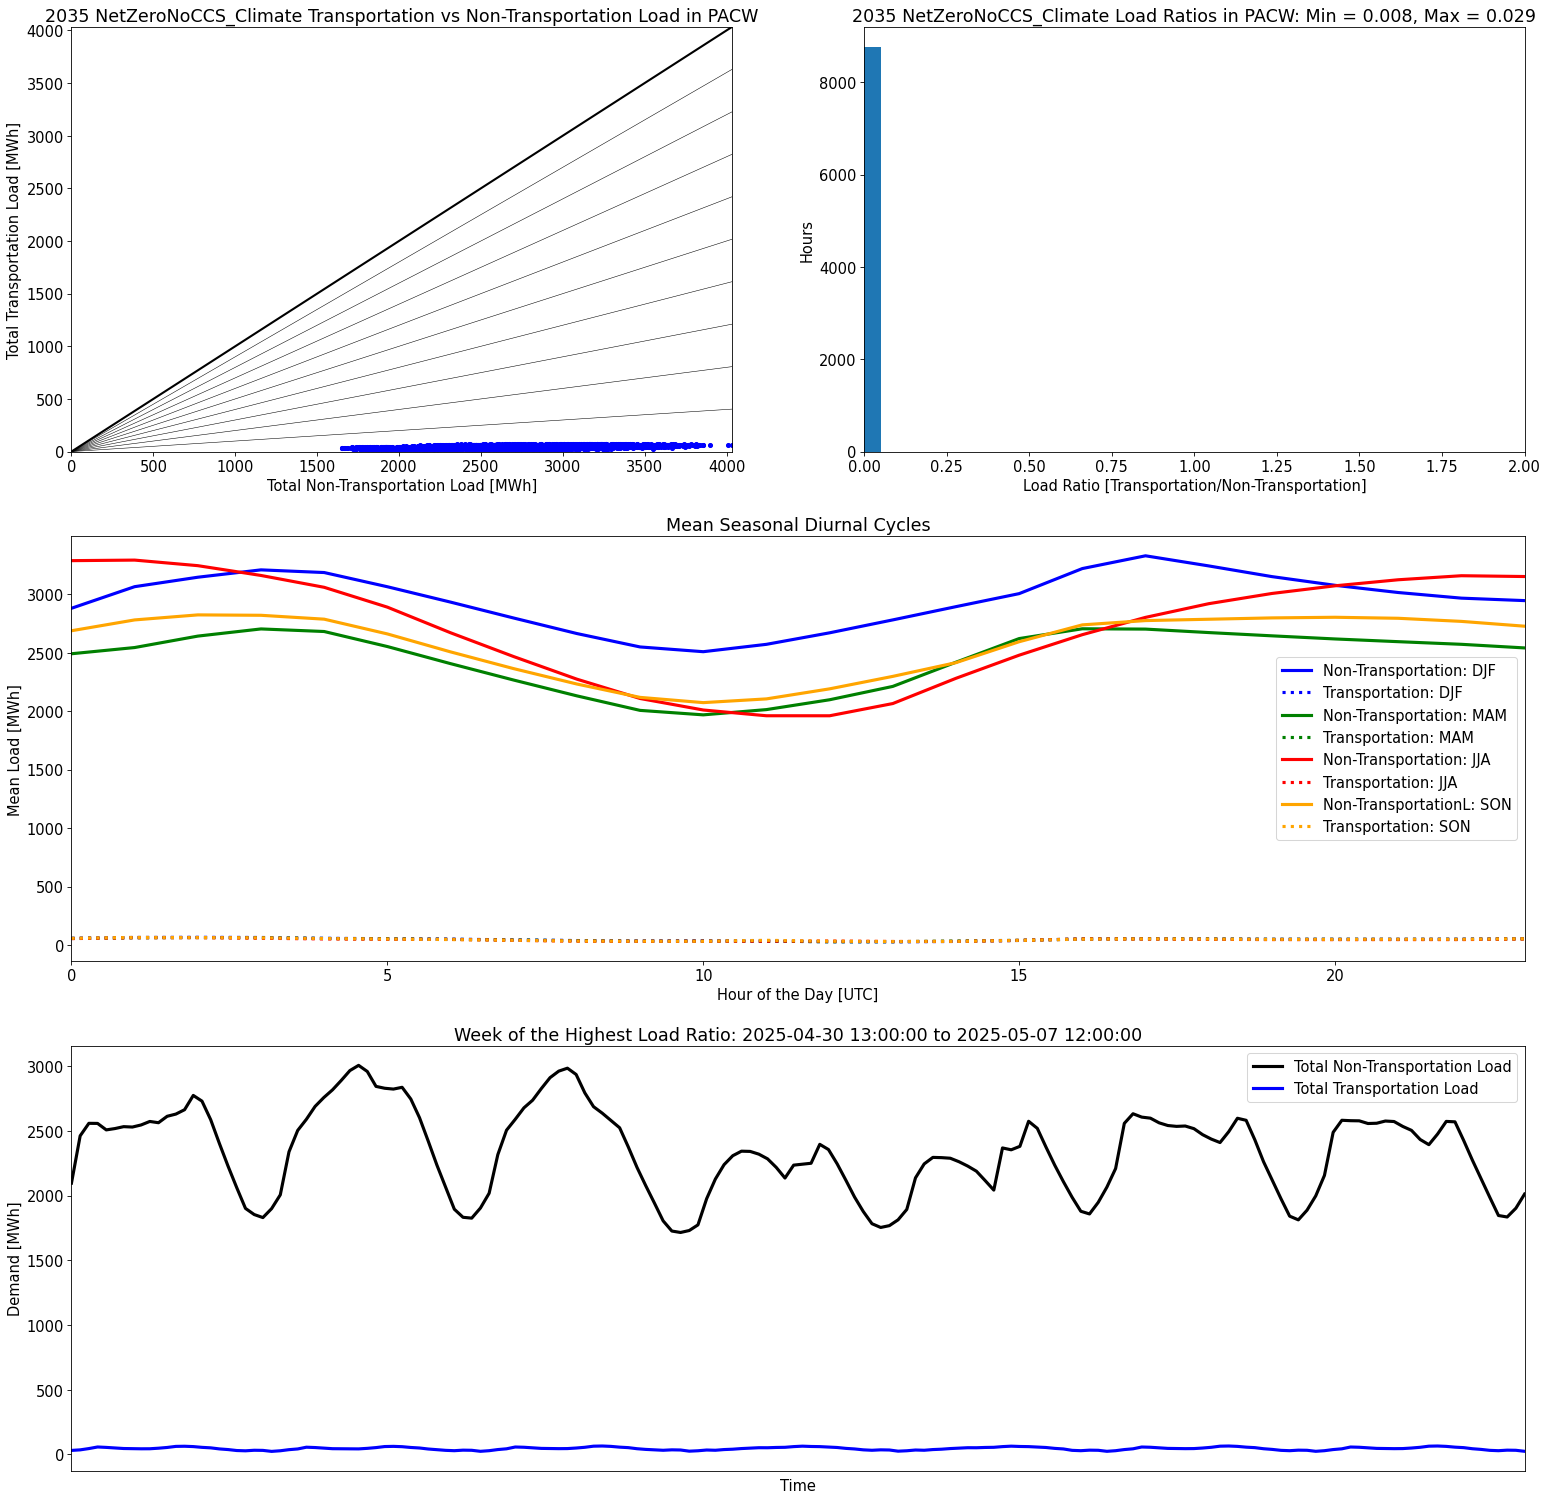 2035 NetZeroNoCCS_Climate Transportation vs Non-Transportation Load in PACW
Total Transportation Load [MWh]
4000
3500
3000
2500
2000
1500
1000
500
0
0 500 1000 1500 2000 2500 3000 3500 4000
Total Non-Transportation Load [MWh]
2035 NetZeroNoCCS_Climate Load Ratios in PACW: Min = 0.008, Max = 0.029
Hours
8000
6000
4000
2000
0
0.00 0.25 0.50 0.75 1.00 1.25 1.50 1.75 2.00
Load Ratio [Transportation/Non-Transportation]
Mean Seasonal Diurnal Cycles
Mean Load [MWh]
3000
2500
2000
1500
1000
500
0
Non-Transportation: DJF
Transportation: DJF
Non-Transportation: MAM
Transportation: MAM
Non-Transportation: JJA
Transportation: JJA
Non-TransportationL: SON
Transportation: SON
0 5 10 15 20
Hour of the Day [UTC]
Week of the Highest Load Ratio: 2025-04-30 13:00:00 to 2025-05-07 12:00:00
Demand [MWh]
3000
2500
2000
1500
1000
500
0
Total Non-Transportation Load
Total Transportation Load
Time